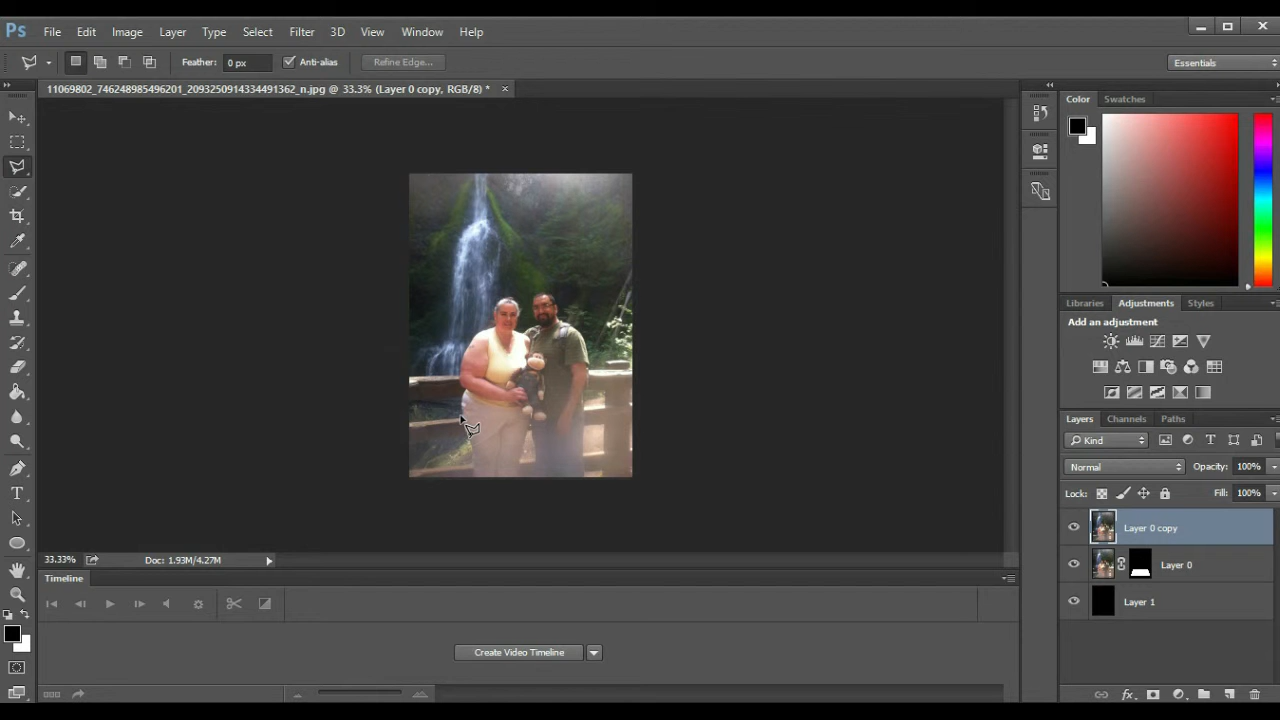 Ps File Edit Image Layer Type Select Filter 3D View Window Help
Feather: 0 px Anti-alias Refine Edge... Essentials
11069802_746248985496201_2093250914334491362_n.jpg @ 33.3% (Layer 0 copy, RGB/8) *
Color Swatches
Libraries Adjustments Styles
Add an adjustment
Layers Channels Paths
Kind
Normal Opacity: 100%
Lock: Fill: 100%
Layer 0 copy
Layer 0
Layer 1
33.33% Doc: 1.93M/4.27M
Timeline
Create Video Timeline